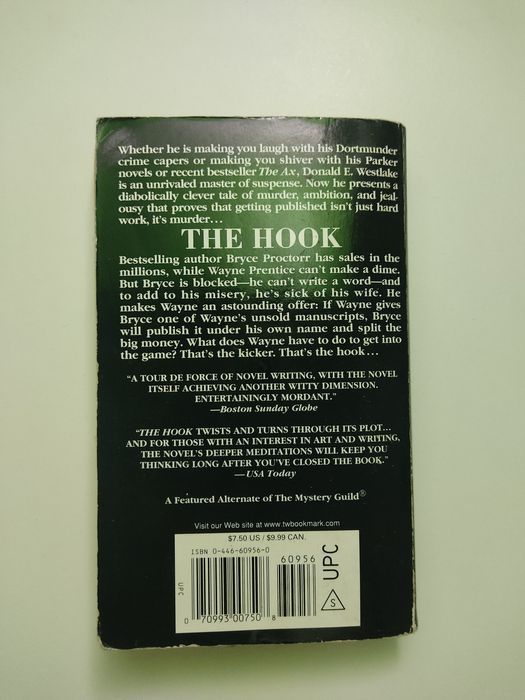 Whether he is making you laugh with his Dortmunder
crime capers or making you shiver with his Parker
novels or recent bestseller The Ax, Donald E. Westlake
is an unrivaled master of suspense. Now he presents a
diabolically clever tale of murder, ambition, and jeal-
ousy that proves that getting published isn't just hard
work, it's murder...
THE HOOK
Bestselling author Bryce Proctorr has sales in the
millions, while Wayne Prentice can't make a dime.
But Bryce is blocked—he can't write a word—and
to add to his misery, he's sick of his wife. He
makes Wayne an astounding offer: If Wayne gives
Bryce one of Wayne's unsold manuscripts, Bryce
will publish it under his own name and split the
big money. What does Wayne have to do to get into
the game? That's the kicker. That's the hook...
"A TOUR DE FORCE OF NOVEL WRITING, WITH THE NOVEL
ITSELF ACHIEVING ANOTHER WITTY DIMENSION.
ENTERTAININGLY MORDANT."
—Boston Sunday Globe
"THE HOOK TWISTS AND TURNS THROUGH ITS PLOT...
AND FOR THOSE WITH AN INTEREST IN ART AND WRITING,
THE NOVEL'S DEEPER MEDITATIONS WILL KEEP YOU
THINKING LONG AFTER YOU'VE CLOSED THE BOOK."
—USA Today
A Featured Alternate of The Mystery Guild®
Visit our Web site at www.twbookmark.com
$7.50 US / $9.99 CAN.
ISBN 0-446-60956-0
60956
UPC
UPC
S
0 70993 00750 8